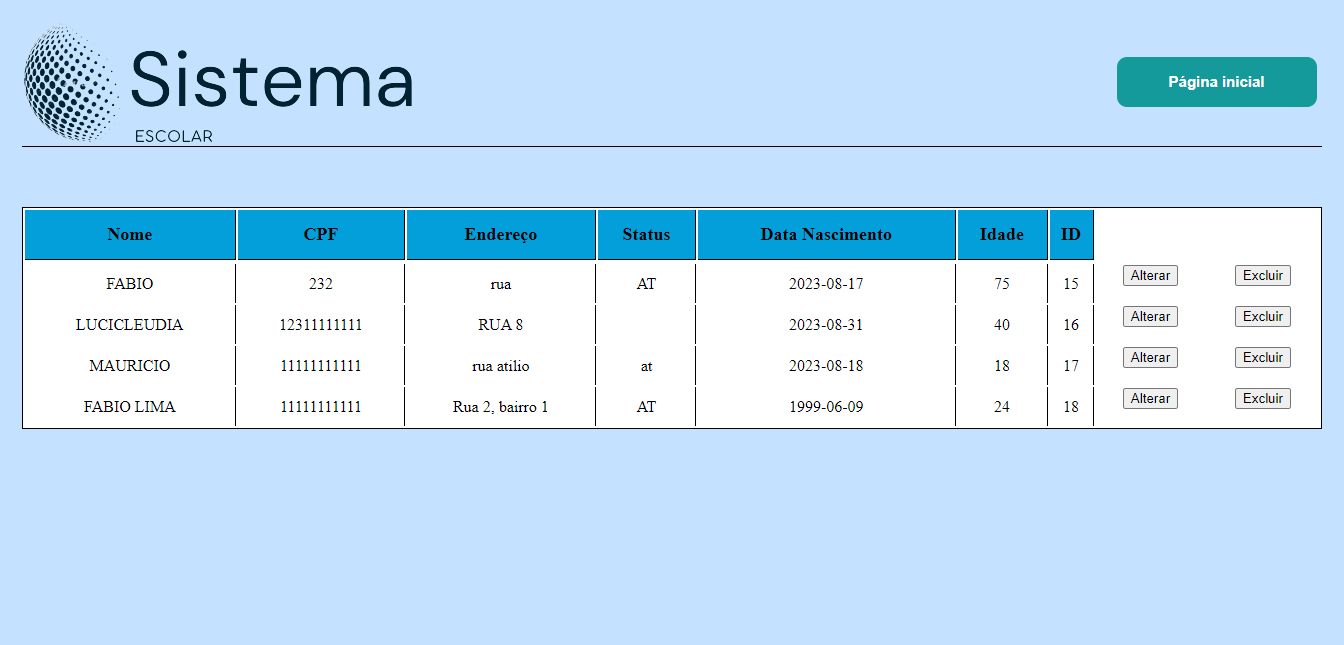 Sistema
ESCOLAR
Página inicial
Nome CPF Endereço Status Data Nascimento Idade ID
FABIO 232 rua AT 2023-08-17 75 15 Alterar Excluir
LUCICLEUDIA 12311111111 RUA 8 2023-08-31 40 16 Alterar Excluir
MAURICIO 11111111111 rua atilio at 2023-08-18 18 17 Alterar Excluir
FABIO LIMA 11111111111 Rua 2, bairro 1 AT 1999-06-09 24 18 Alterar Excluir